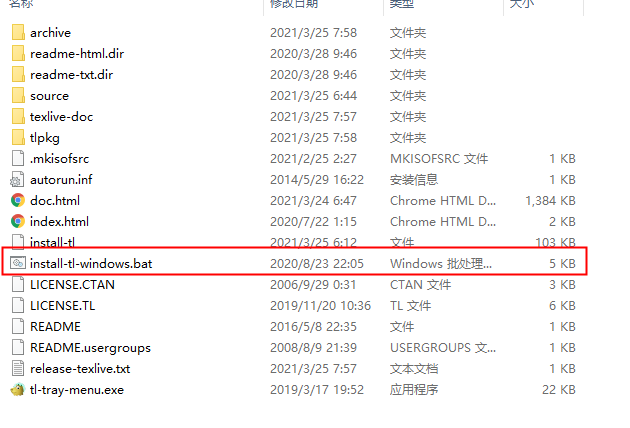 名称 修改日期 类型 大小
archive 2021/3/25 7:58 文件夹
readme-html.dir 2020/3/28 9:46 文件夹
readme-txt.dir 2020/3/28 9:46 文件夹
source 2021/3/25 6:44 文件夹
texlive-doc 2021/3/25 7:57 文件夹
tlpkg 2021/3/25 7:58 文件夹
.mkisofsrc 2021/2/25 2:27 MKISOFSRC 文件 1 KB
autorun.inf 2014/5/29 16:22 安装信息 1 KB
doc.html 2021/3/24 6:47 Chrome HTML D... 1,384 KB
index.html 2020/7/22 1:15 Chrome HTML D... 2 KB
install-tl 2021/3/25 6:12 文件 103 KB
install-tl-windows.bat 2020/8/23 22:05 Windows 批处理... 5 KB
LICENSE.CTAN 2006/9/29 0:31 CTAN 文件 3 KB
LICENSE.TL 2019/11/20 10:36 TL 文件 6 KB
README 2016/5/8 22:35 文件 1 KB
README.usergroups 2008/8/9 21:39 USERGROUPS 文... 1 KB
release-texlive.txt 2021/3/25 7:57 文本文档 1 KB
tl-tray-menu.exe 2019/3/17 19:52 应用程序 22 KB